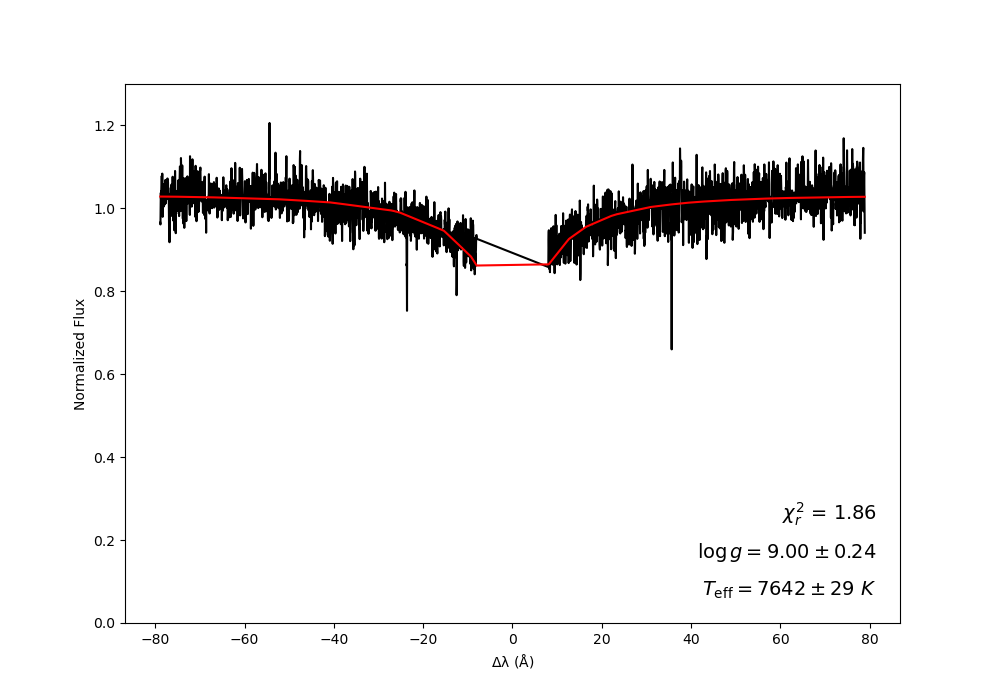 1.2
1.0
0.8
0.6
0.4
0.2
0.0
Normalized Flux
χ²ᵣ = 1.86
log g = 9.00 ± 0.24
T_eff = 7642 ± 29 K
−80 −60 −40 −20 0 20 40 60 80
Δλ (Å)